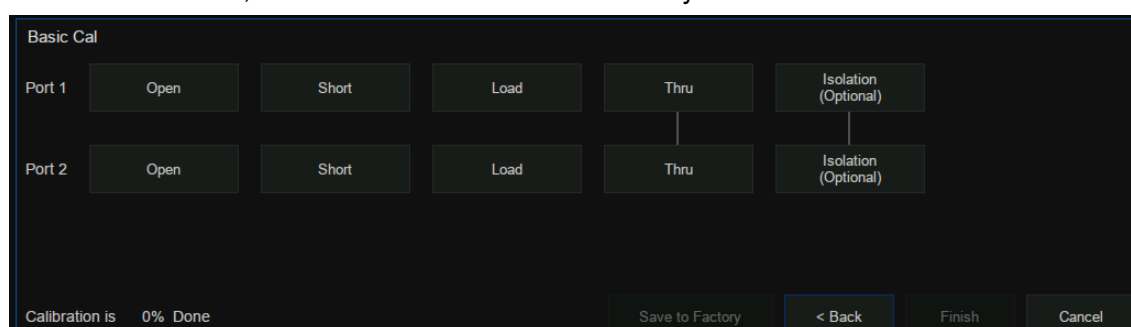 Basic Cal
Port 1 Open Short Load Thru Isolation (Optional)
Port 2 Open Short Load Thru Isolation (Optional)
Calibration is 0% Done Save to Factory < Back Finish Cancel